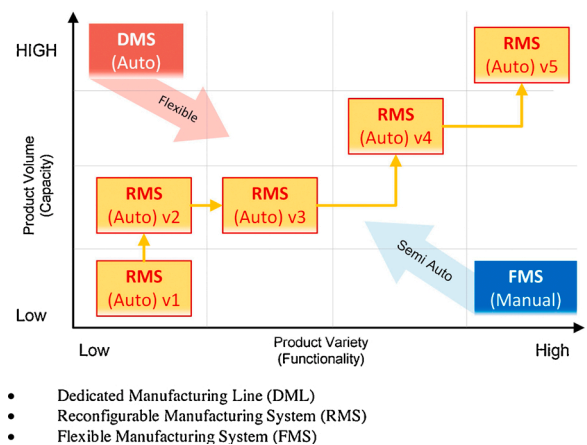 HIGH
DMS
(Auto)
RMS
(Auto) v5
Flexible
RMS
(Auto) v4
Product Volume
(Capacity)
RMS
(Auto) v2
RMS
(Auto) v3
Semi Auto
RMS
(Auto) v1
FMS
(Manual)
Low
Low
Product Variety
(Functionality)
High
• Dedicated Manufacturing Line (DML)
• Reconfigurable Manufacturing System (RMS)
• Flexible Manufacturing System (FMS)